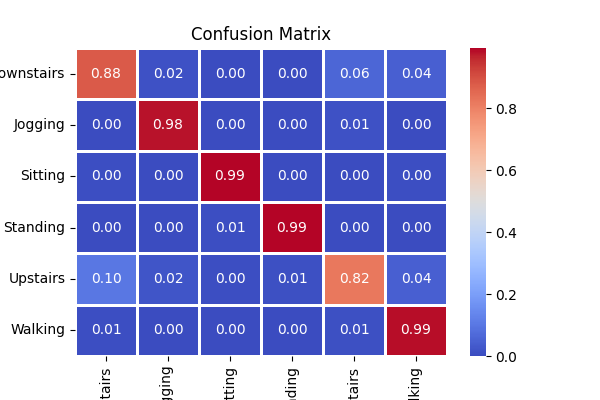 Confusion Matrix
ownstairs 0.88 0.02 0.00 0.00 0.06 0.04
Jogging 0.00 0.98 0.00 0.00 0.01 0.00
Sitting 0.00 0.00 0.99 0.00 0.00 0.00
Standing 0.00 0.00 0.01 0.99 0.00 0.00
Upstairs 0.10 0.02 0.00 0.01 0.82 0.04
Walking 0.01 0.00 0.00 0.00 0.01 0.99
0.8
0.6
0.4
0.2
0.0
tairs
gging
tting
nding
tairs
lking